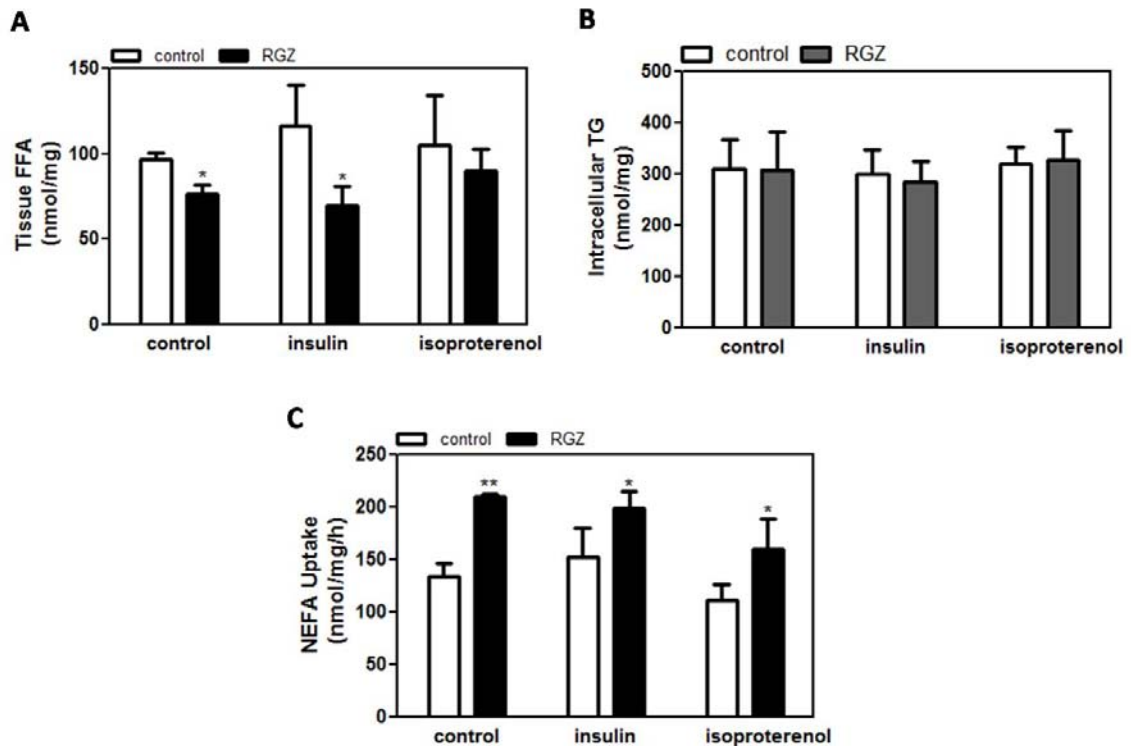 A
control RGZ
150
100
50
0
Tissue FFA
(nmol/mg)
*
*
control insulin isoproterenol
B
control RGZ
500
400
300
200
100
0
Intracellular TG
(nmol/mg)
control insulin isoproterenol
C
control RGZ
250
200
150
100
50
0
NEFA Uptake
(nmol/mg/h)
**
*
*
control insulin isoproterenol